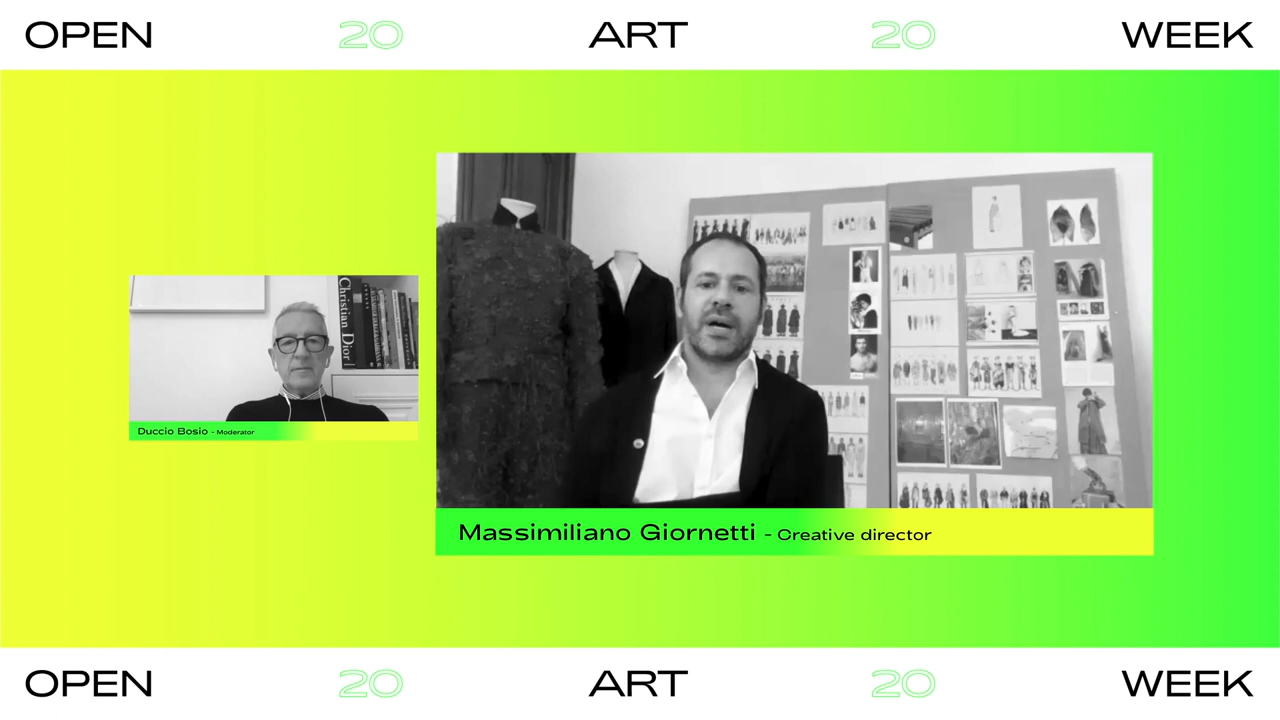 OPEN 20 ART 20 WEEK
Christian Dior
Duccio Bosio - Moderator
Massimiliano Giornetti - Creative director
OPEN 20 ART 20 WEEK